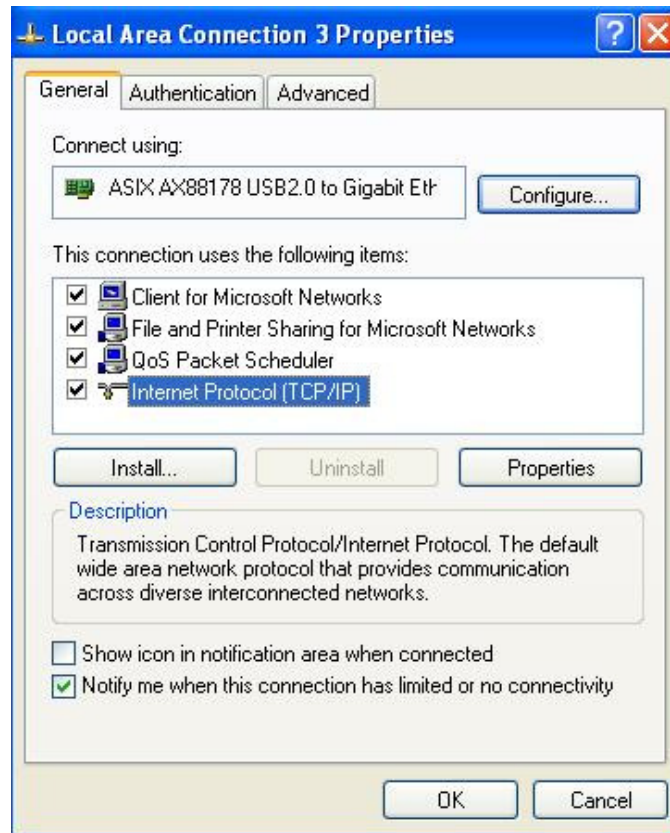 Local Area Connection 3 Properties
General Authentication Advanced
Connect using:
ASIX AX88178 USB2.0 to Gigabit Eth
Configure...
This connection uses the following items:
Client for Microsoft Networks
File and Printer Sharing for Microsoft Networks
QoS Packet Scheduler
Internet Protocol (TCP/IP)
Install... Uninstall Properties
Description
Transmission Control Protocol/Internet Protocol. The default
wide area network protocol that provides communication
across diverse interconnected networks.
Show icon in notification area when connected
Notify me when this connection has limited or no connectivity
OK Cancel